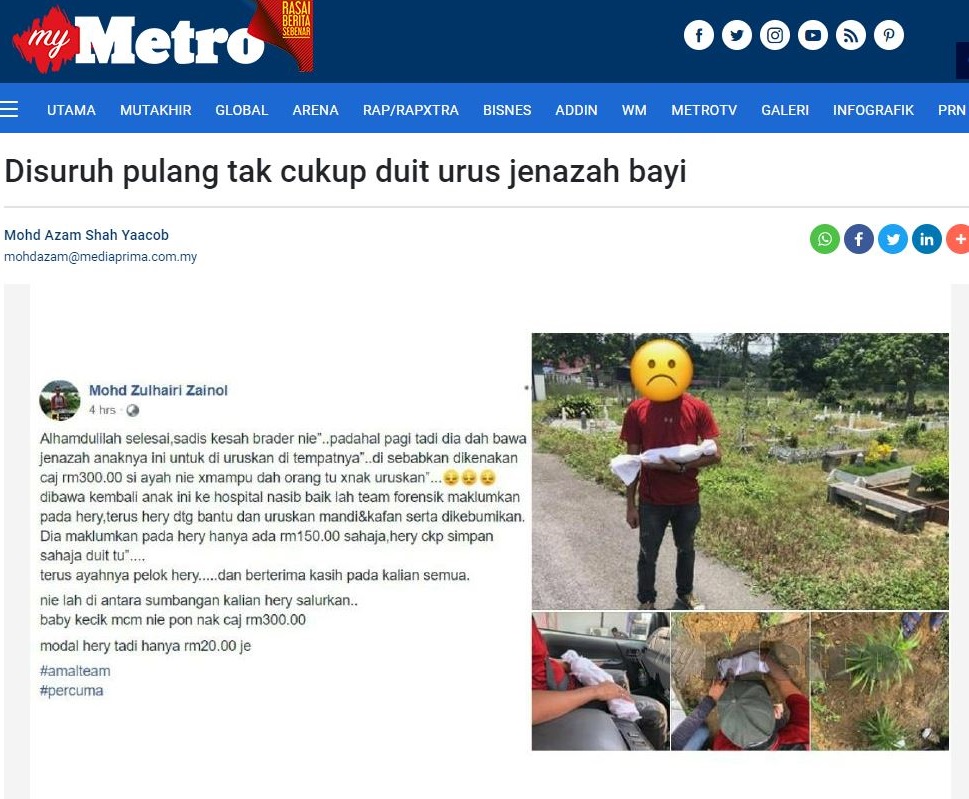 my Metro
RASAI
BERITA
SEBENAR
UTAMA MUTAKHIR GLOBAL ARENA RAP/RAPXTRA BISNES ADDIN WM METROTV GALERI INFOGRAFIK PRN
Disuruh pulang tak cukup duit urus jenazah bayi
Mohd Azam Shah Yaacob
mohdazam@mediaprima.com.my
Mohd Zulhairi Zainol
4 hrs ·
Alhamdulillah selesai,sadis kesah brader nie"..padahal pagi tadi dia dah bawa
jenazah anaknya ini untuk di uruskan di tempatnya"..di sebabkan dikenakan
caj rm300.00 si ayah nie xmampu dah orang tu xnak uruskan"...😔😔😔
dibawa kembali anak ini ke hospital nasib baik lah team forensik maklumkan
pada hery,terus hery dtg bantu dan uruskan mandi&kafan serta dikebumikan.
Dia maklumkan pada hery hanya ada rm150.00 sahaja,hery ckp simpan
sahaja duit tu"....
terus ayahnya pelok hery.....dan berterima kasih pada kalian semua.
nie lah di antara sumbangan kalian hery salurkan..
baby kecik mcm nie pon nak caj rm300.00
modal hery tadi hanya rm20.00 je
#amalteam
#percuma